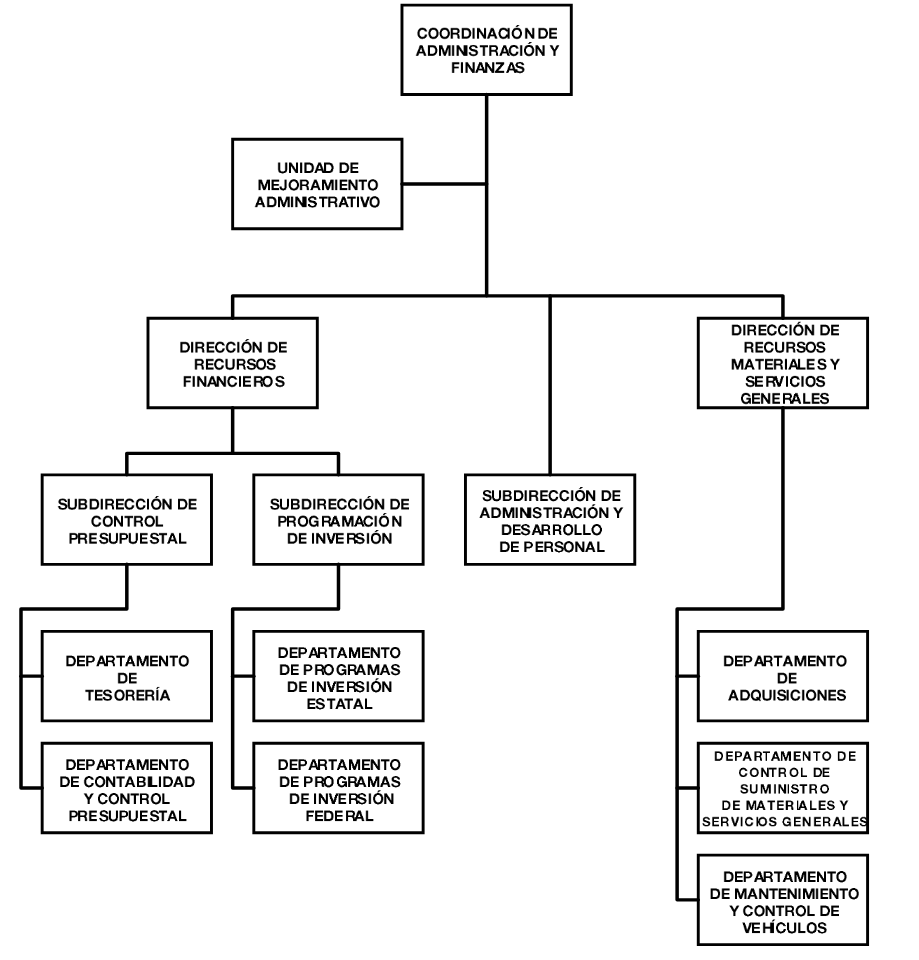 COORDINACIÓN DE
ADMINISTRACIÓN Y
FINANZAS
UNIDAD DE
MEJORAMIENTO
ADMINISTRATIVO
DIRECCIÓN DE
RECURSOS
FINANCIEROS
DIRECCIÓN DE
RECURSOS
MATERIALES Y
SERVICIOS
GENERALES
SUBDIRECCIÓN DE
CONTROL
PRESUPUESTAL
SUBDIRECCIÓN DE
PROGRAMACIÓN
DE INVERSIÓN
SUBDIRECCIÓN DE
ADMINISTRACIÓN Y
DESARROLLO
DE PERSONAL
DEPARTAMENTO
DE
TESORERÍA
DEPARTAMENTO
DE PROGRAMAS
DE INVERSIÓN
ESTATAL
DEPARTAMENTO
DE
ADQUISICIONES
DEPARTAMENTO
DE CONTABILIDAD
Y CONTROL
PRESUPUESTAL
DEPARTAMENTO
DE PROGRAMAS
DE INVERSIÓN
FEDERAL
DEPARTAMENTO DE
CONTROL DE
SUMINISTRO
DE MATERIALES Y
SERVICIOS GENERALES
DEPARTAMENTO
DE MANTENIMIENTO
Y CONTROL DE
VEHÍCULOS